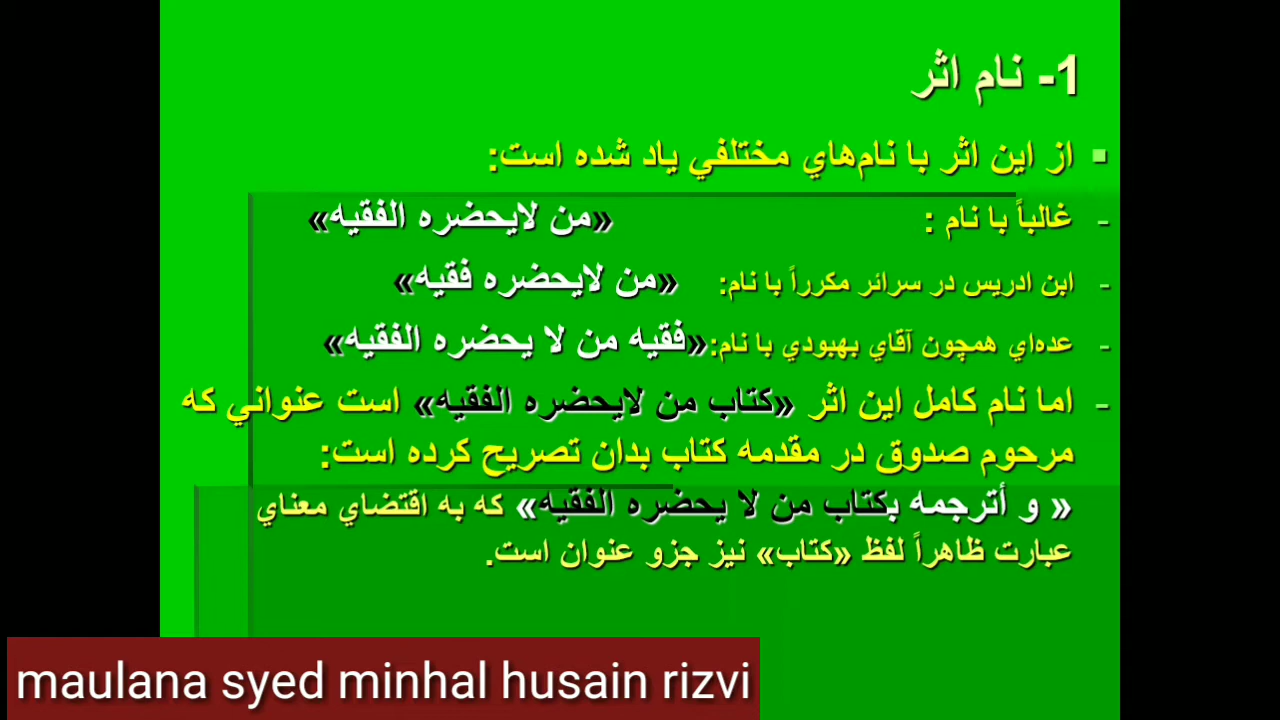 1- نام اثر
از اين اثر با نام‌هاي مختلفي ياد شده است:
- غالباً با نام : «من لايحضره الفقيه»
- ابن ادريس در سرائر مكرراً با نام: «من لايحضره فقيه»
- عده‌اي همچون آقاي بهبودي با نام:«فقيه من لا يحضره الفقيه»
- اما نام كامل اين اثر «كتاب من لايحضره الفقيه» است عنواني كه
مرحوم صدوق در مقدمه كتاب بدان تصريح كرده است:
« و أترجمه بكتاب من لا يحضره الفقيه» كه به اقتضاي معناي
عبارت ظاهراً لفظ «كتاب» نيز جزو عنوان است.
maulana syed minhal husain rizvi